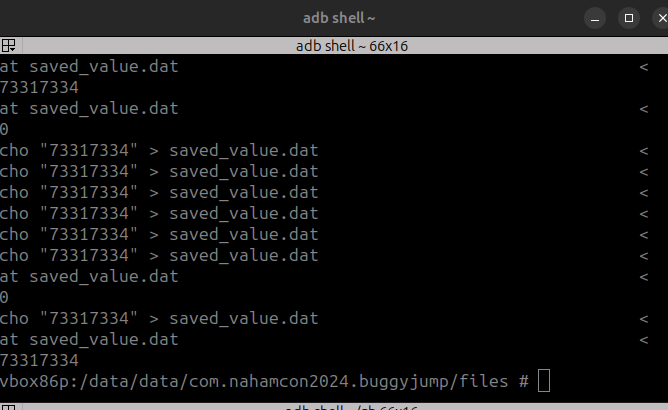 adb shell ~
adb shell ~ 66x16
at saved_value.dat <
73317334
at saved_value.dat <
0
cho "73317334" > saved_value.dat <
cho "73317334" > saved_value.dat <
cho "73317334" > saved_value.dat <
cho "73317334" > saved_value.dat <
cho "73317334" > saved_value.dat <
cho "73317334" > saved_value.dat <
at saved_value.dat <
0
cho "73317334" > saved_value.dat <
at saved_value.dat <
73317334
vbox86p:/data/data/com.nahamcon2024.buggyjump/files #